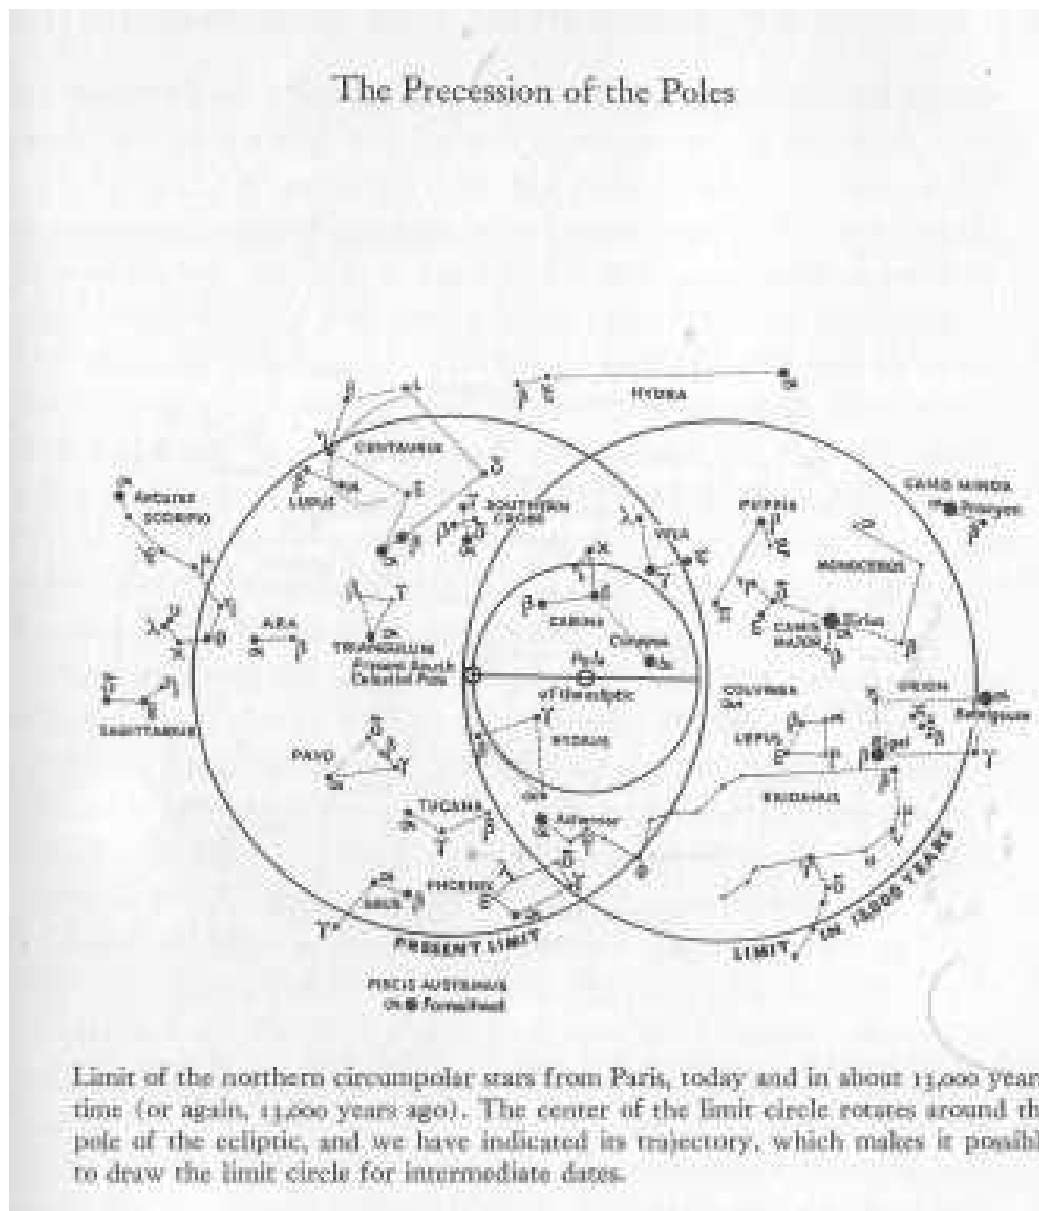 The Precession of the Poles
HYDRA
CENTAURUS
LUPUS
SOUTHERN
CROSS
Antares
SCORPIO
ARA
TRIANGULUM
Present South
Celestial Pole
SAGITTARIUS
PAVO
TUCANA
PHOENIX
GRUS
PRESENT LIMIT
PISCIS AUSTRINUS
α Fomalhaut
VELA
CARINA
Canopus
Pole
of the ecliptic
HYDRUS
Achernar
PUPPIS
CANIS MINOR
Procyon
MONOCEROS
CANIS
MAJOR
Sirius
COLUMBA
ORION
Betelgeuse
LEPUS
Rigel
ERIDANUS
LIMIT IN 13,000 YEARS
Limit of the northern circumpolar stars from Paris, today and in about 13,000 year
time (or again, 13,000 years ago). The center of the limit circle rotates around th
pole of the ecliptic, and we have indicated its trajectory, which makes it possibl
to draw the limit circle for intermediate dates.